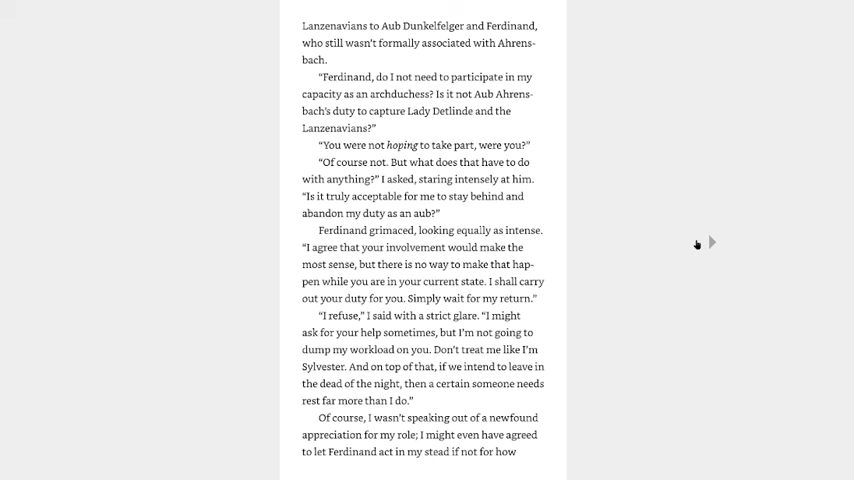 Lanzenavians to Aub Dunkelfelger and Ferdinand,
who still wasn't formally associated with Ahrens-
bach.
“Ferdinand, do I not need to participate in my
capacity as an archduchess? Is it not Aub Ahrens-
bach's duty to capture Lady Detlinde and the
Lanzenavians?”
“You were not hoping to take part, were you?”
“Of course not. But what does that have to do
with anything?” I asked, staring intensely at him.
“Is it truly acceptable for me to stay behind and
abandon my duty as an aub?”
Ferdinand grimaced, looking equally as intense.
“I agree that your involvement would make the
most sense, but there is no way to make that hap-
pen while you are in your current state. I shall carry
out your duty for you. Simply wait for my return.”
“I refuse,” I said with a strict glare. “I might
ask for your help sometimes, but I'm not going to
dump my workload on you. Don't treat me like I'm
Sylvester. And on top of that, if we intend to leave in
the dead of the night, then a certain someone needs
rest far more than I do.”
Of course, I wasn't speaking out of a newfound
appreciation for my role; I might even have agreed
to let Ferdinand act in my stead if not for how